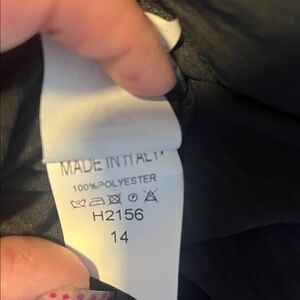 MADE IN ITALY
100%POLYESTER
H2156
14